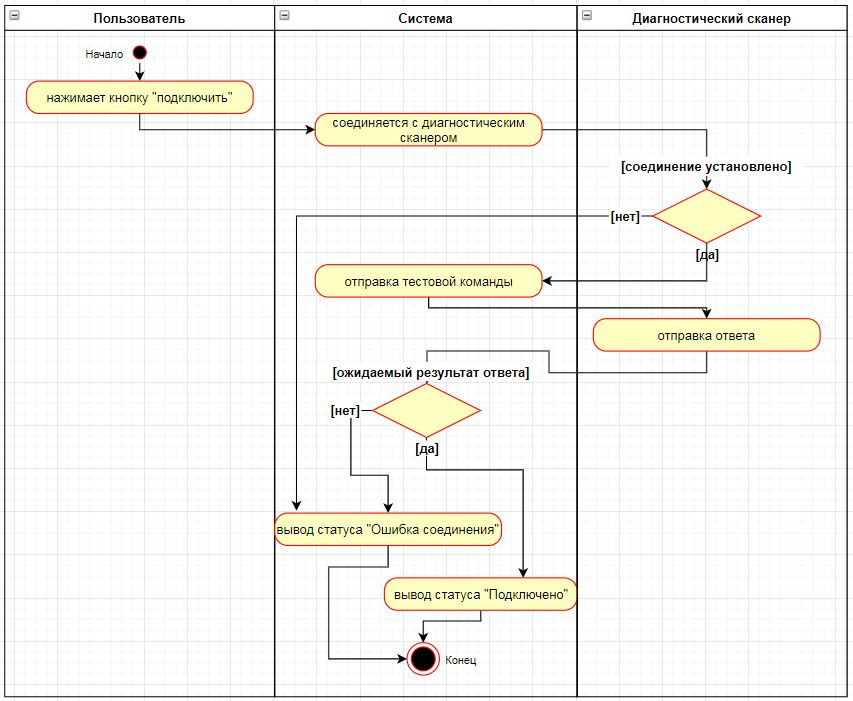 Пользователь
Система
Диагностический сканер
Начало
нажимает кнопку "подключить"
соединяется с диагностическим
сканером
[соединение установлено]
[нет]
[да]
отправка тестовой команды
отправка ответа
[ожидаемый результат ответа]
[нет]
[да]
вывод статуса "Ошибка соединения"
вывод статуса "Подключено"
Конец